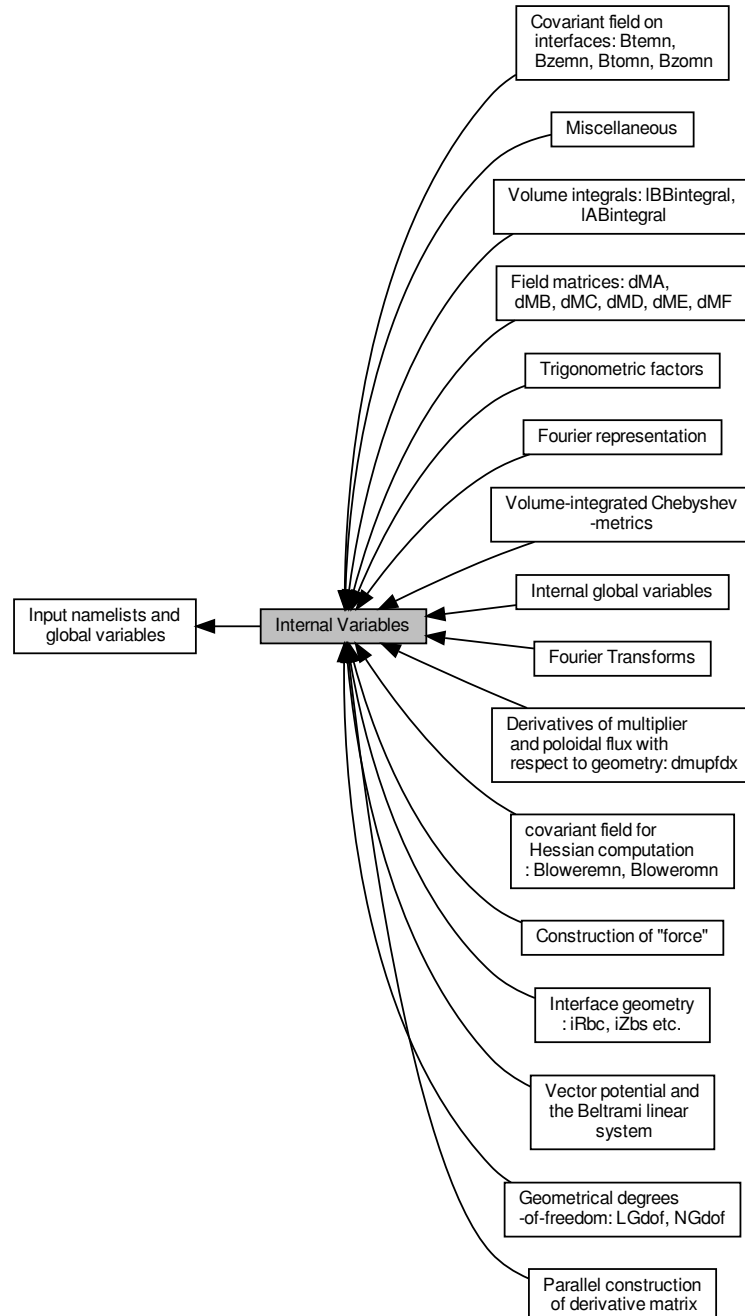 Covariant field on
interfaces: Btemn,
Bzemn, Btomn, Bzomn
Miscellaneous
Volume integrals: lBBintegral,
lABintegral
Field matrices: dMA,
dMB, dMC, dMD, dME, dMF
Trigonometric factors
Fourier representation
Volume-integrated Chebyshev
-metrics
Internal global variables
Input namelists and
global variables
Internal Variables
Fourier Transforms
Derivatives of multiplier
and poloidal flux with
respect to geometry: dmupfdx
covariant field for
Hessian computation
: Bloweremn, Bloweromn
Construction of "force"
Interface geometry
: iRbc, iZbs etc.
Vector potential and
the Beltrami linear
system
Geometrical degrees
-of-freedom: LGdof, NGdof
Parallel construction
of derivative matrix